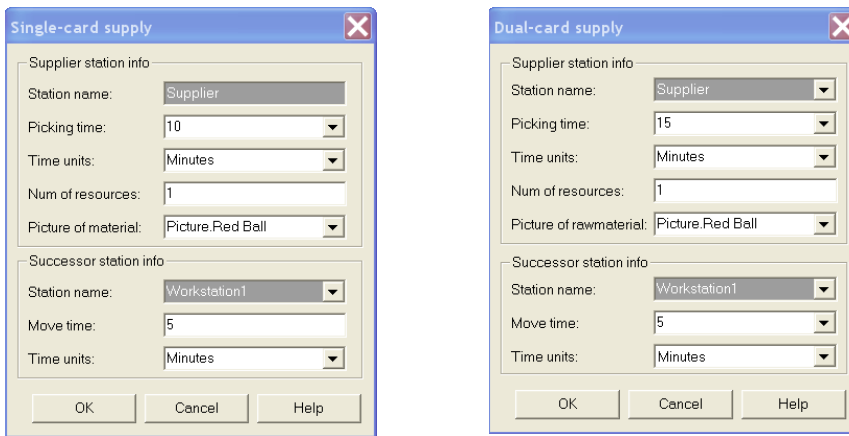 Single-card supply
Supplier station info
Station name: Supplier
Picking time: 10
Time units: Minutes
Num of resources: 1
Picture of material: Picture.Red Ball
Successor station info
Station name: Workstation1
Move time: 5
Time units: Minutes
OK Cancel Help
Dual-card supply
Supplier station info
Station name: Supplier
Picking time: 15
Time units: Minutes
Num of resources: 1
Picture of rawmaterial: Picture.Red Ball
Successor station info
Station name: Workstation1
Move time: 5
Time units: Minutes
OK Cancel Help